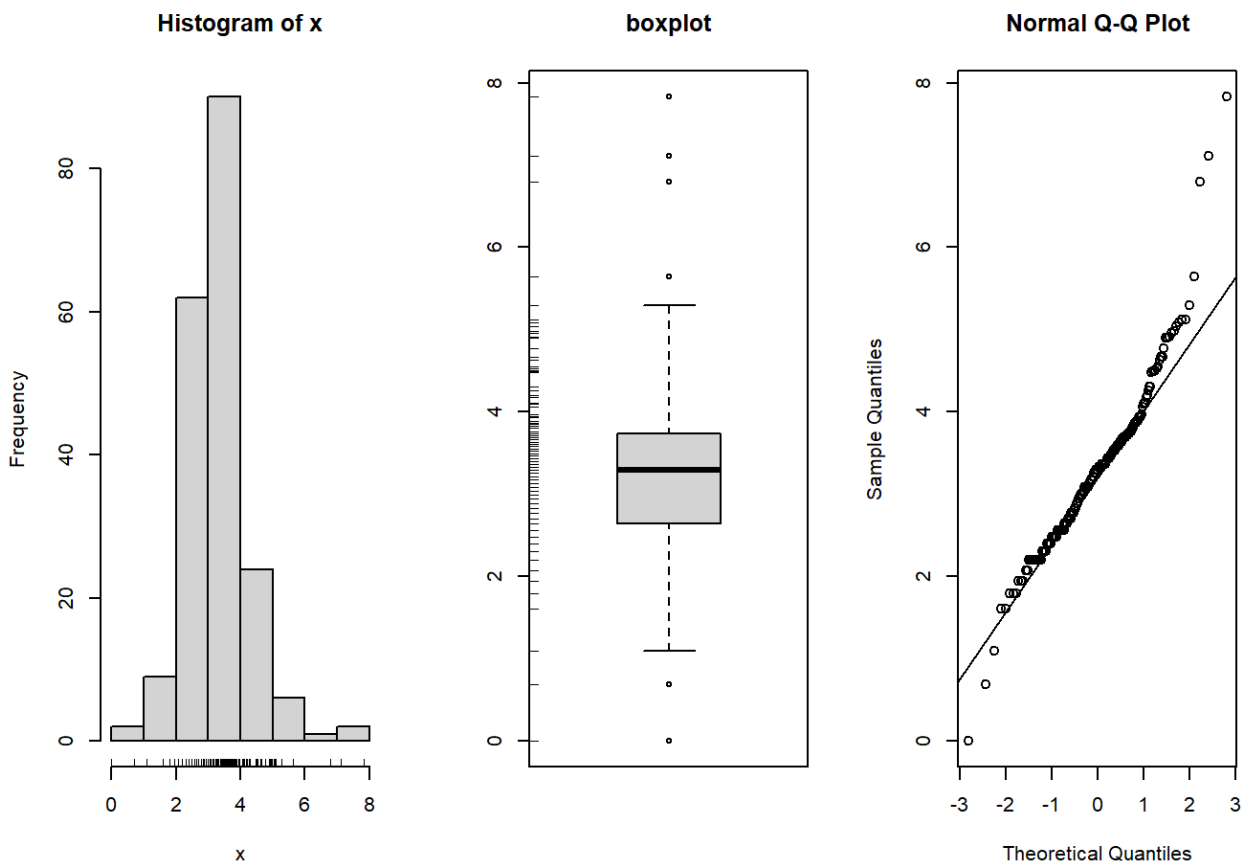 Histogram of x
Frequency
80
60
40
20
0
0 2 4 6 8
x
boxplot
8
6
4
2
0
Normal Q-Q Plot
Sample Quantiles
8
6
4
2
0
-3 -2 -1 0 1 2 3
Theoretical Quantiles